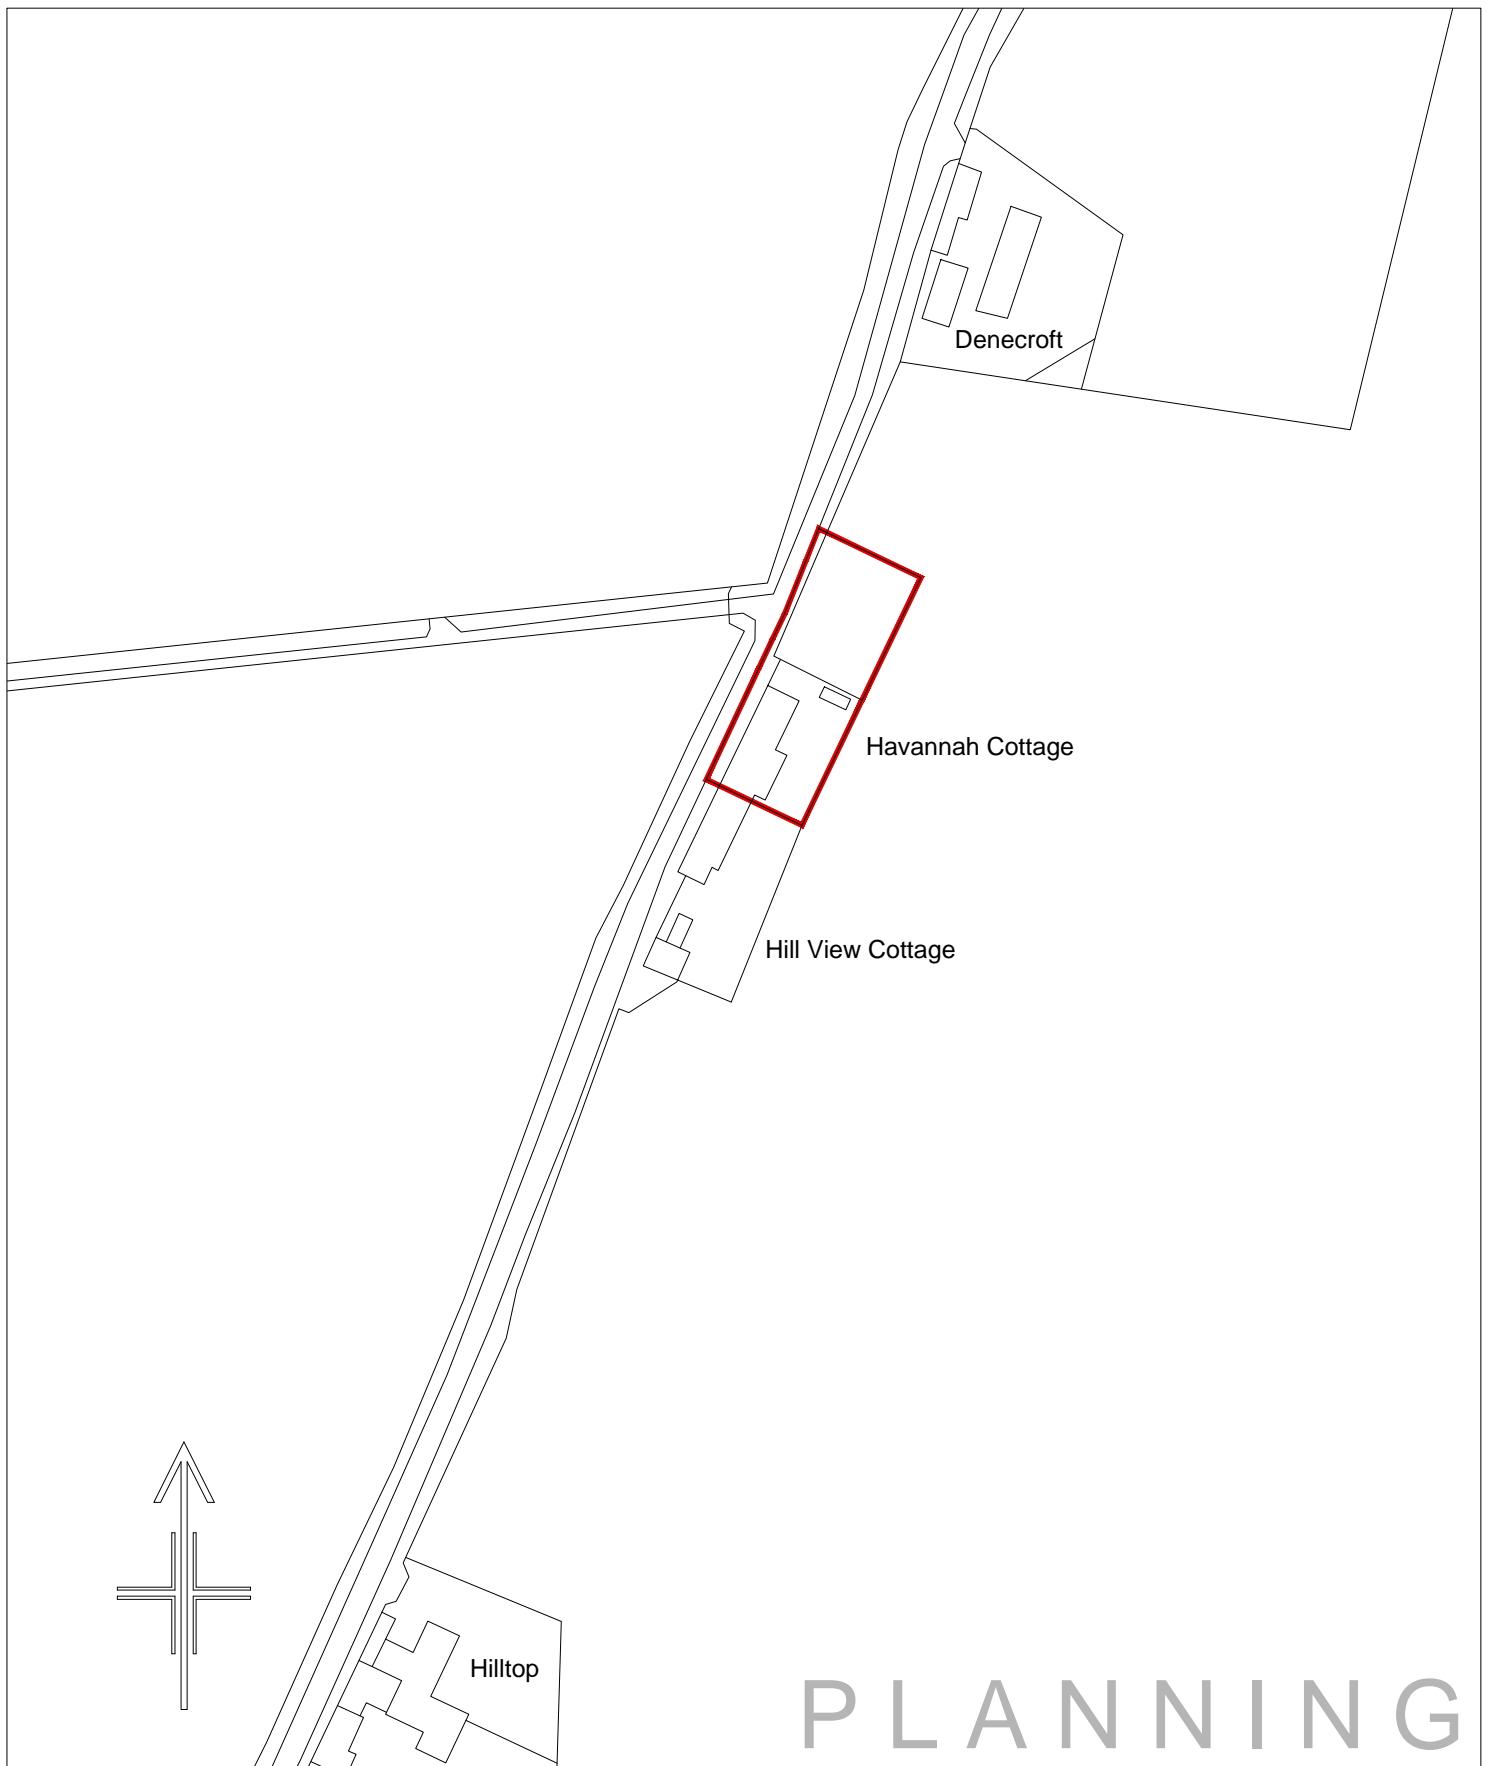 Denecroft
Havannah Cottage
Hill View Cottage
Hilltop
PLANNING